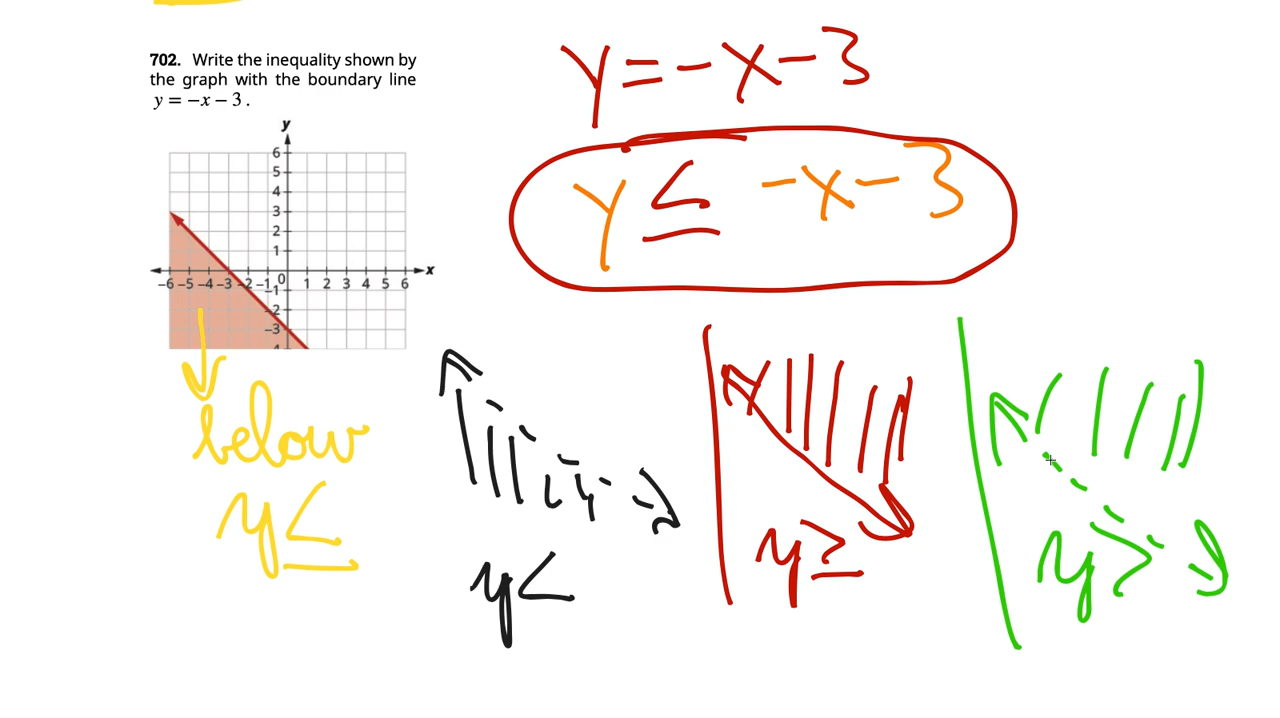 702. Write the inequality shown by
the graph with the boundary line
y = −x − 3 .
y = -x - 3
y ≤ -x - 3
y
6
5
4
3
2
1
-6 -5 -4 -3 -2 -1 0 1 2 3 4 5 6 x
-1
-2
-3
below
y ≤
y <
y ≥
y >